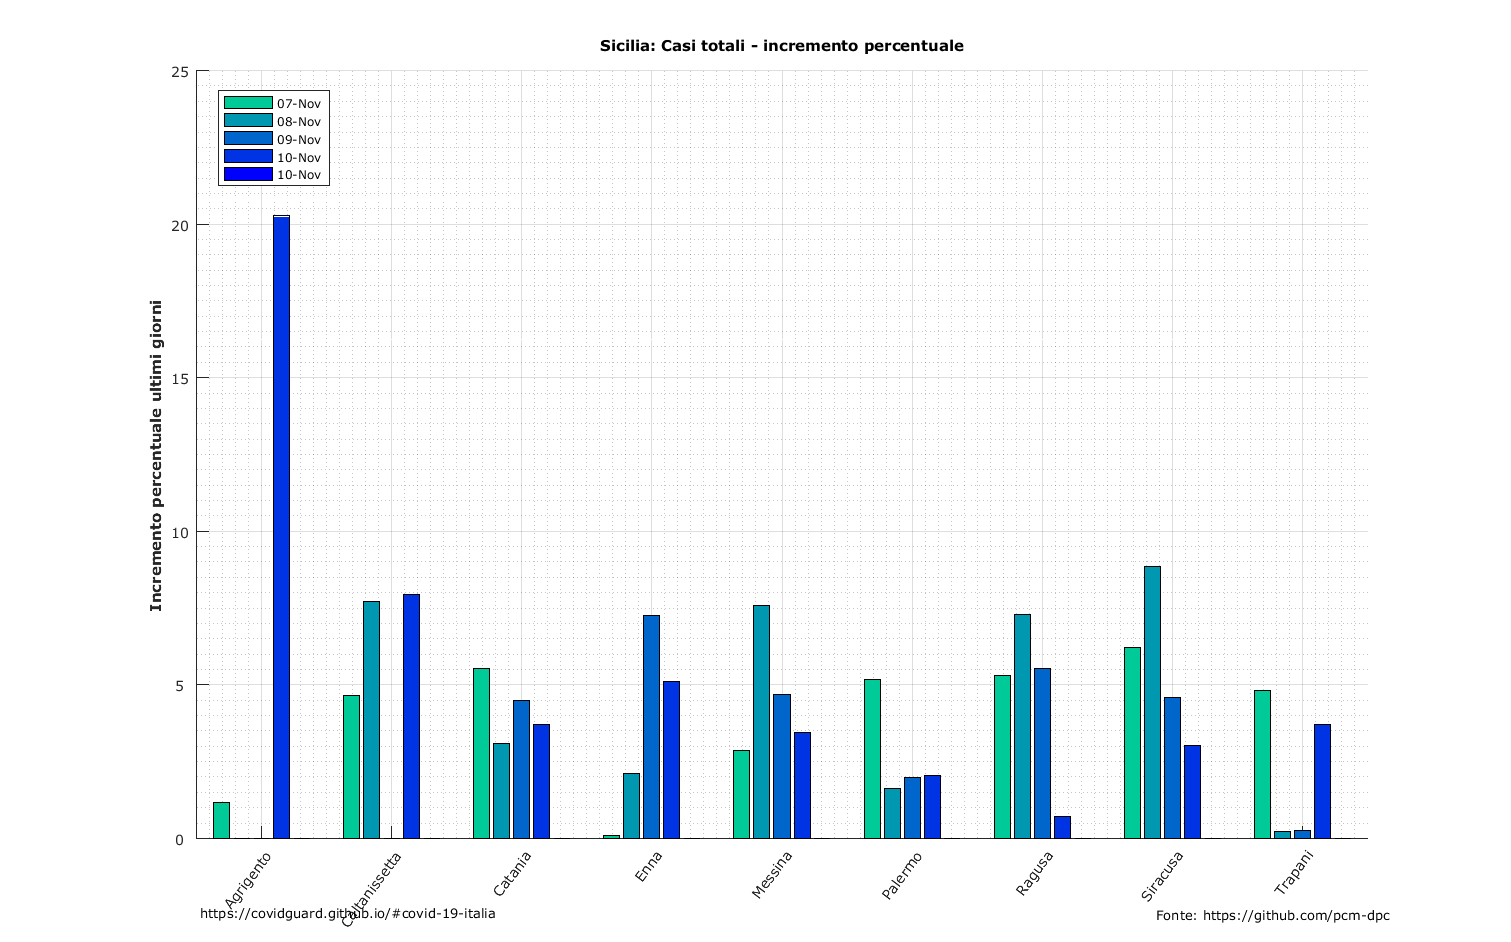 Sicilia: Casi totali - incremento percentuale
Incremento percentuale ultimi giorni
25
20
15
10
5
0
07-Nov
08-Nov
09-Nov
10-Nov
10-Nov
Agrigento
Caltanissetta
Catania
Enna
Messina
Palermo
Ragusa
Siracusa
Trapani
https://covidguard.github.io/#covid-19-italia
Fonte: https://github.com/pcm-dpc